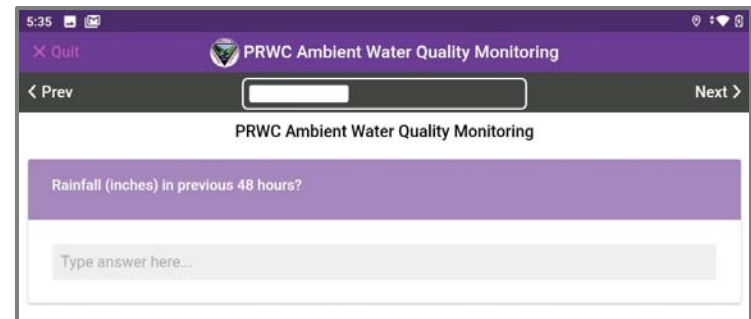 5:35
✕ Quit
PRWC Ambient Water Quality Monitoring
< Prev
Next >
PRWC Ambient Water Quality Monitoring
Rainfall (inches) in previous 48 hours?
Type answer here...